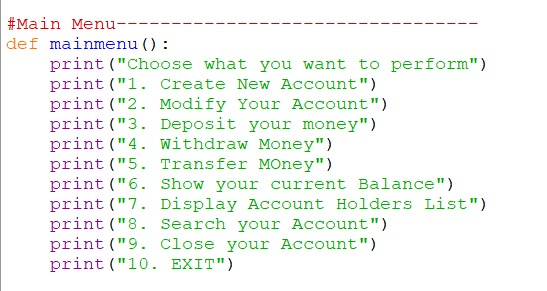 #Main Menu---------------------------------
def mainmenu():
    print("Choose what you want to perform")
    print("1. Create New Account")
    print("2. Modify Your Account")
    print("3. Deposit your money")
    print("4. Withdraw Money")
    print("5. Transfer MOney")
    print("6. Show your current Balance")
    print("7. Display Account Holders List")
    print("8. Search your Account")
    print("9. Close your Account")
    print("10. EXIT")